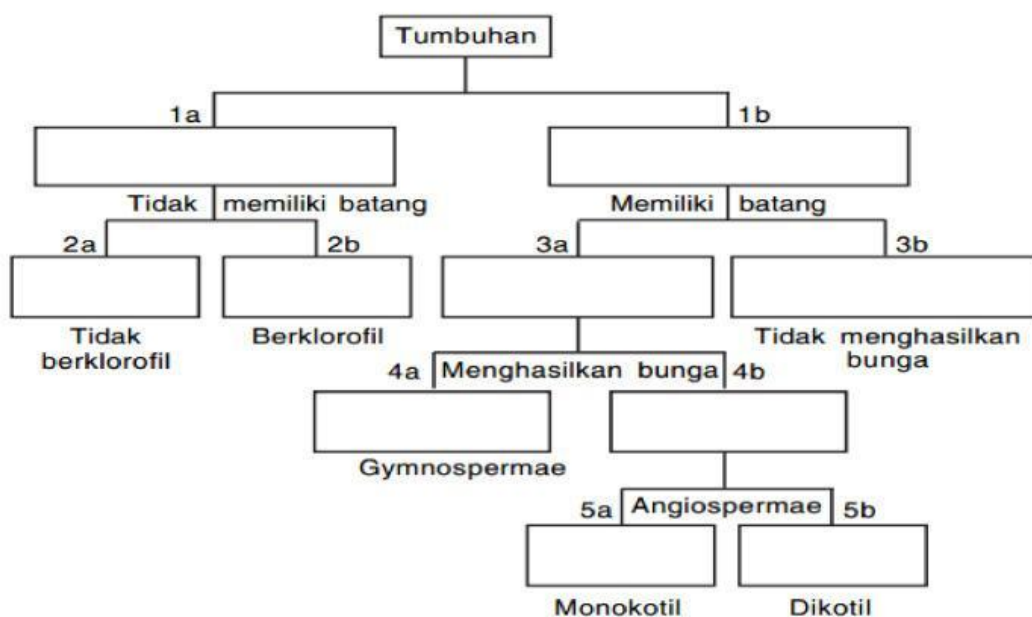 Tumbuhan
1a
1b
Tidak memiliki batang
Memiliki batang
2a
2b
3a
3b
Tidak
berklorofil
Berklorofil
Tidak menghasilkan
bunga
4a Menghasilkan bunga 4b
Gymnospermae
5a Angiospermae 5b
Monokotil
Dikotil